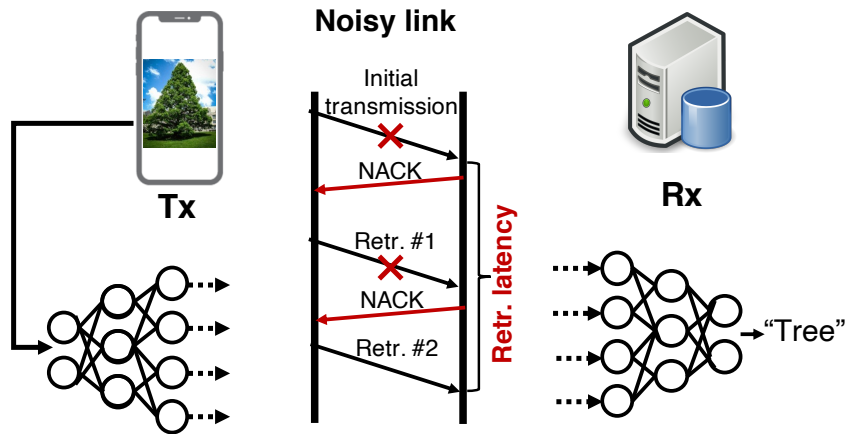 Noisy link
Initial
transmission
NACK
Tx
Rx
Retr. #1
NACK
Retr. #2
Retr. latency
“Tree”